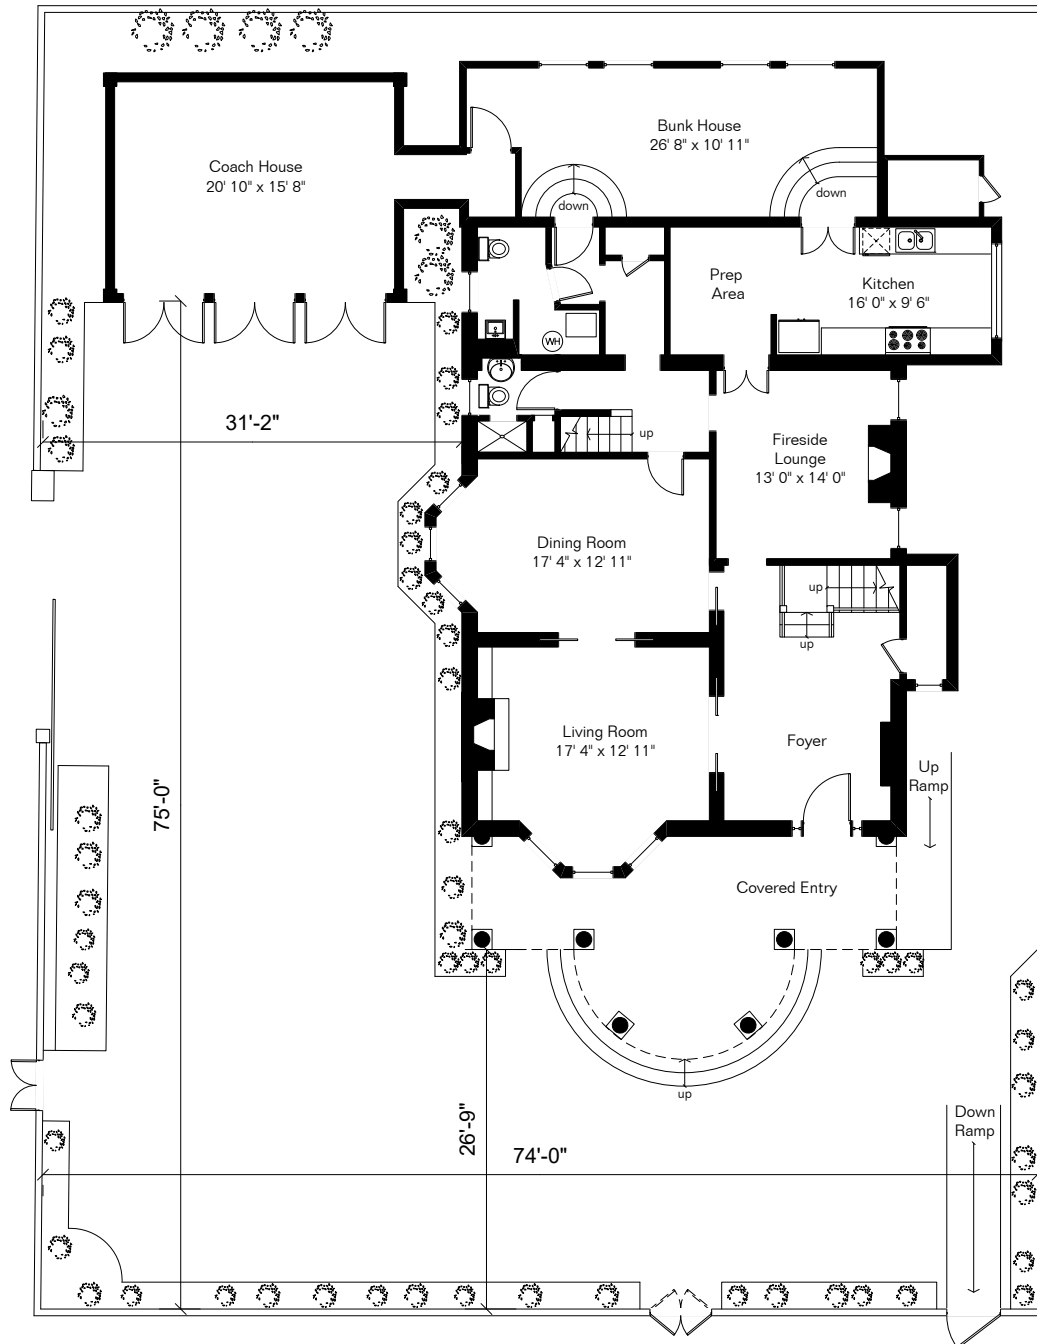 Bunk House
26' 8" x 10' 11"
Coach House
20' 10" x 15' 8"
down
down
Prep
Area
Kitchen
16' 0" x 9' 6"
WH
31'-2"
up
Fireside
Lounge
13' 0" x 14' 0"
Dining Room
17' 4" x 12' 11"
up
up
Living Room
17' 4" x 12' 11"
Foyer
Up
Ramp
75'-0"
Covered Entry
up
Down
Ramp
26'-9"
74'-0"